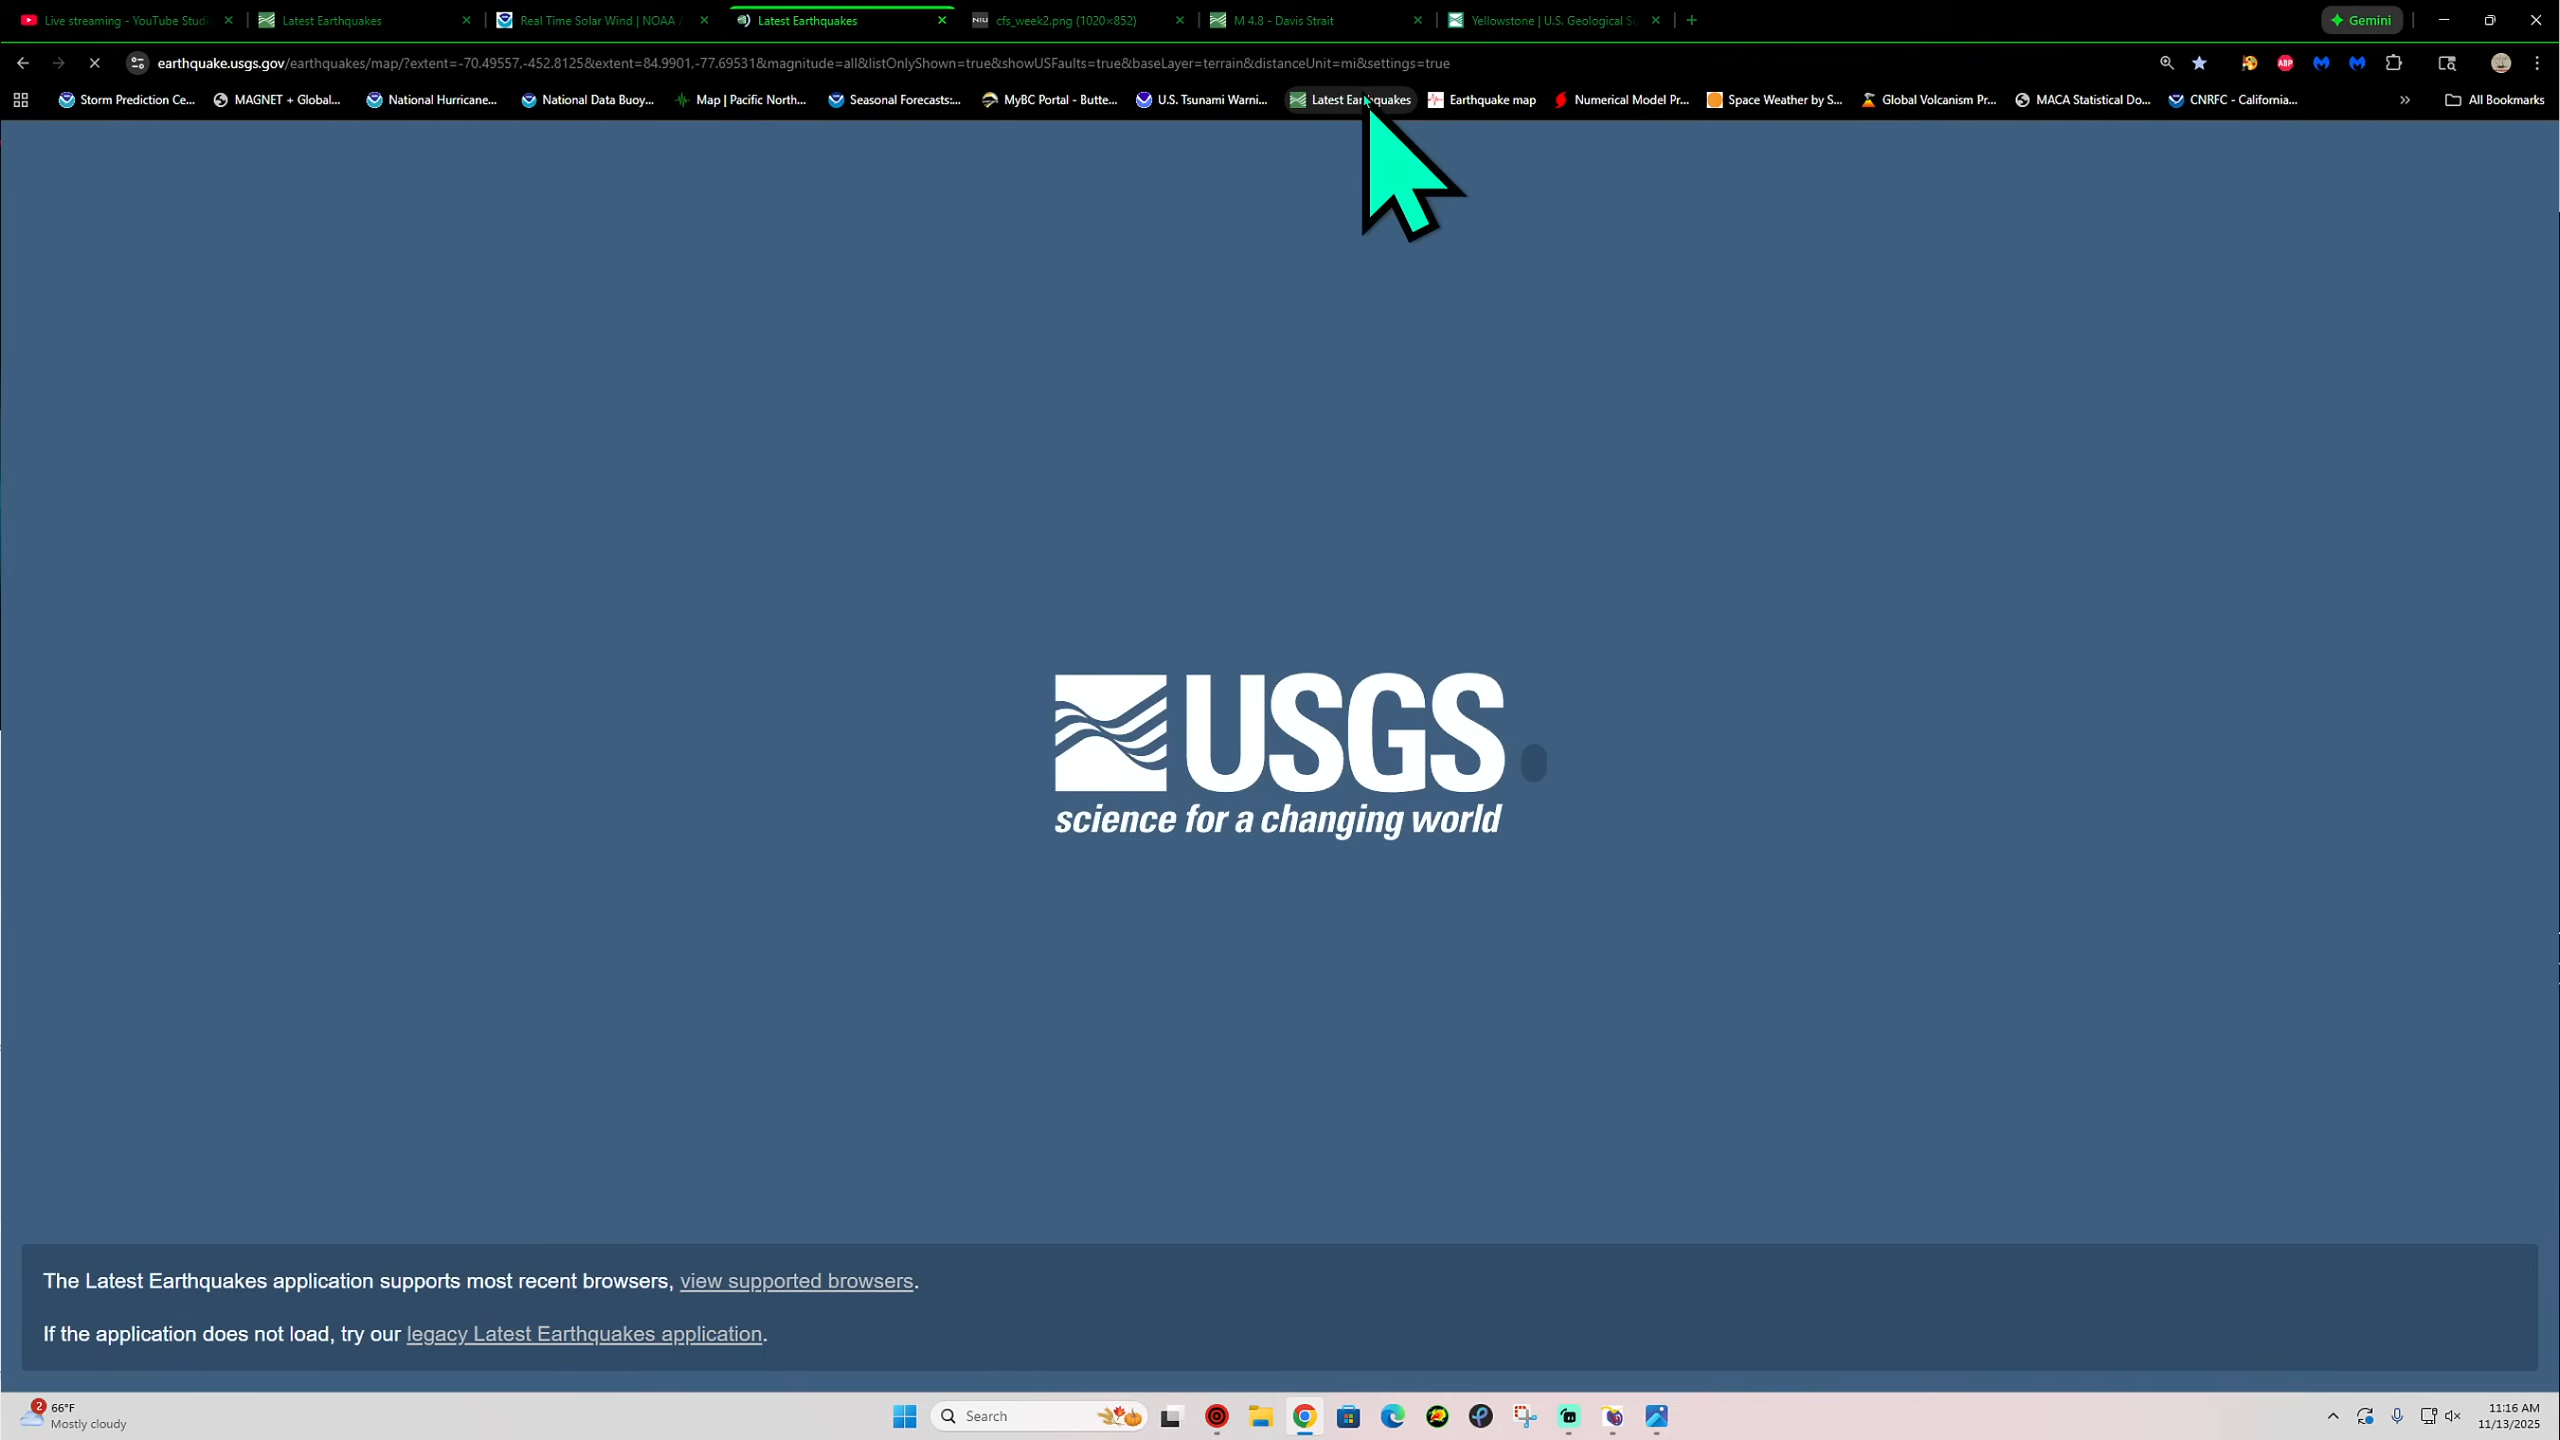 Live streaming - YouTube Studi
Latest Earthquakes
Real Time Solar Wind | NOAA /
Latest Earthquakes
NIU
cfs_week2.png (1020×852)
M 4.8 - Davis Strait
Yellowstone | U.S. Geological S
Gemini
earthquake.usgs.gov/earthquakes/map/?extent=-70.49557,-452.8125&extent=84.9901,-77.69531&magnitude=all&listOnlyShown=true&showUSFaults=true&baseLayer=terrain&distanceUnit=mi&settings=true
ABP
Storm Prediction Ce...
MAGNET + Global...
National Hurricane...
National Data Buoy...
Map | Pacific North...
Seasonal Forecasts:...
MyBC Portal - Butte...
U.S. Tsunami Warni...
Latest Earthquakes
Earthquake map
Numerical Model Pr...
Space Weather by S...
Global Volcanism Pr...
MACA Statistical Do...
CNRFC - California...
»
All Bookmarks
USGS
science for a changing world
The Latest Earthquakes application supports most recent browsers, view supported browsers.
If the application does not load, try our legacy Latest Earthquakes application.
2
66°F
Mostly cloudy
Search
11:16 AM
11/13/2025